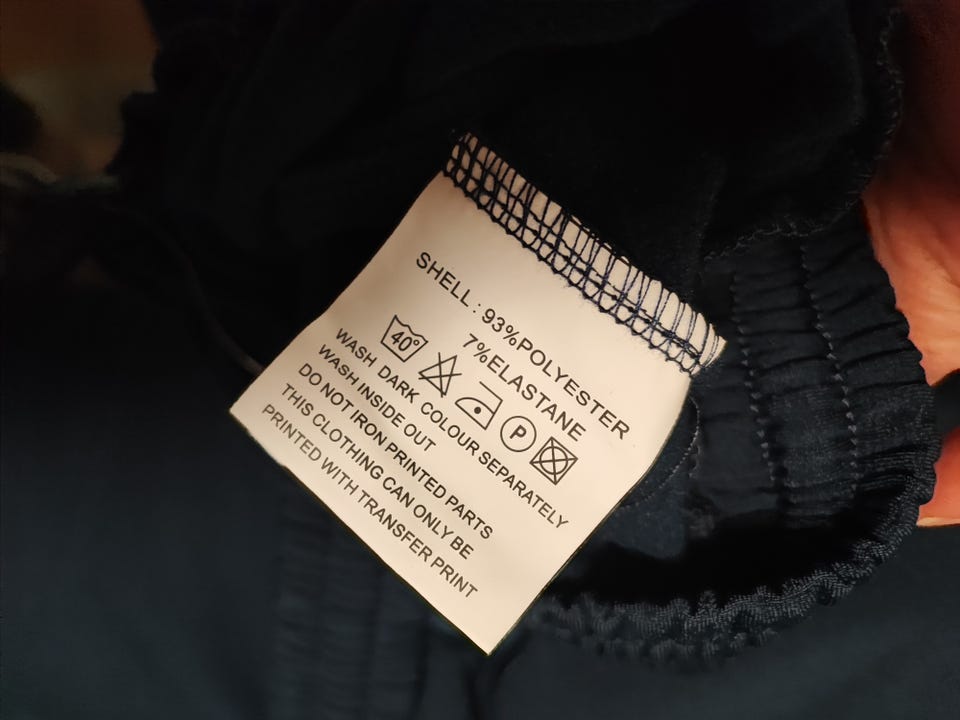 SHELL : 93%POLYESTER
7%ELASTANE
40° P
WASH DARK COLOUR SEPARATELY
WASH INSIDE OUT
DO NOT IRON PRINTED PARTS
THIS CLOTHING CAN ONLY BE
PRINTED WITH TRANSFER PRINT